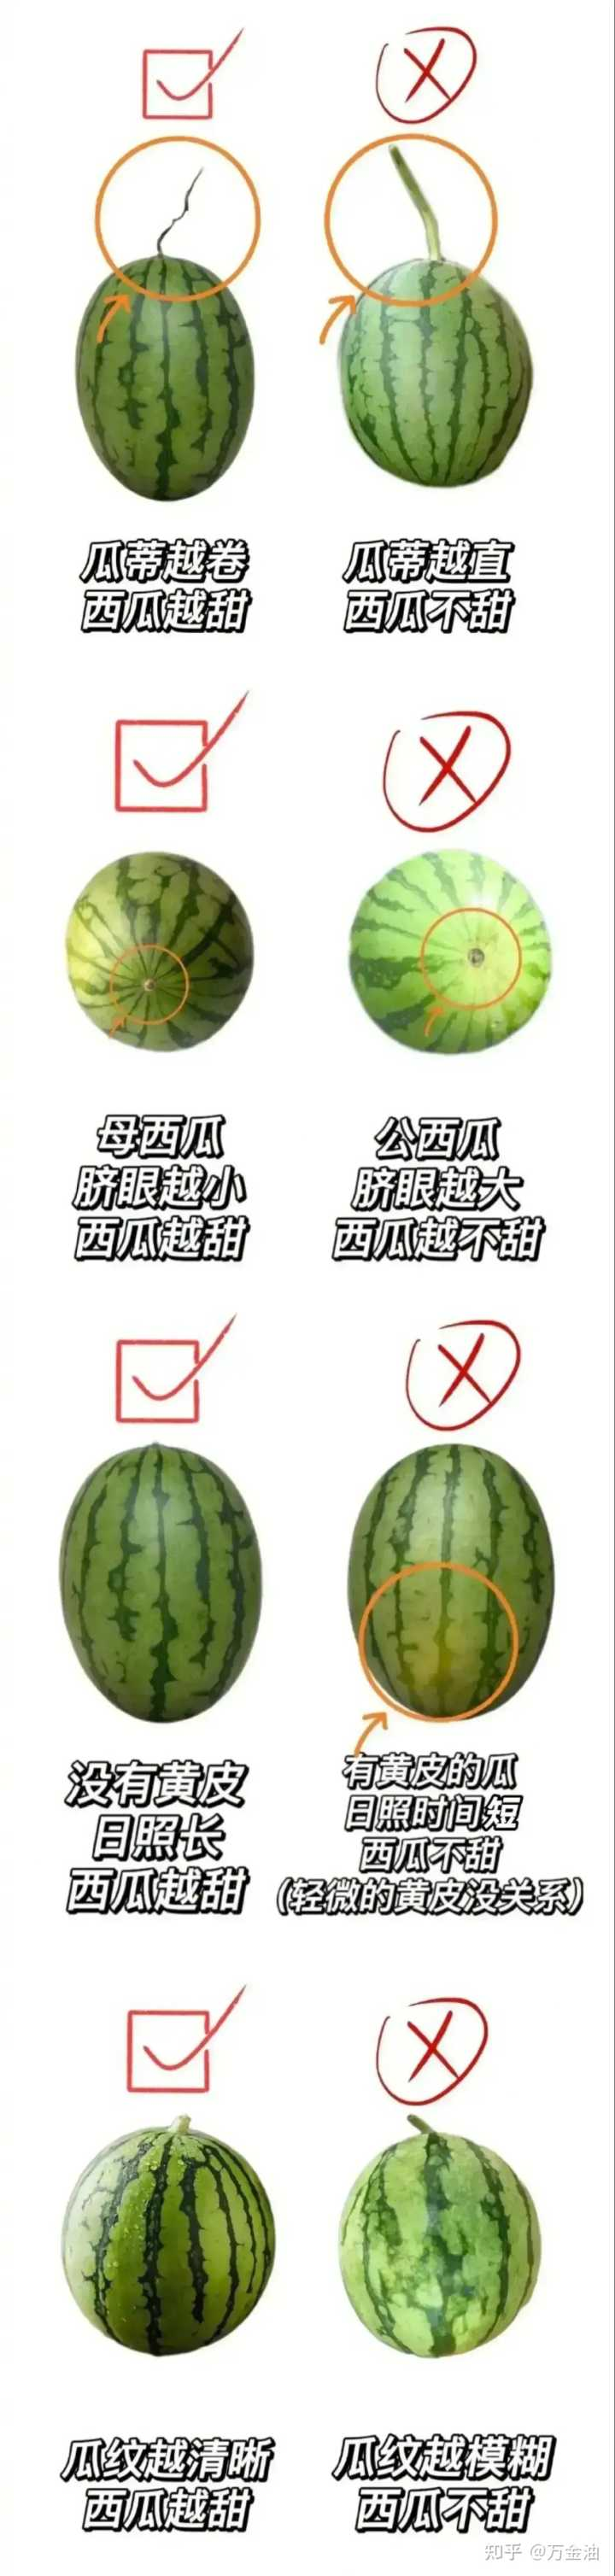 瓜蒂越卷
西瓜越甜
瓜蒂越直
西瓜不甜
母西瓜
脐眼越小
西瓜越甜
公西瓜
脐眼越大
西瓜越不甜
没有黄皮
日照长
西瓜越甜
有黄皮的瓜
日照时间短
西瓜不甜
（轻微的黄皮没关系）
瓜纹越清晰
西瓜越甜
瓜纹越模糊
西瓜不甜
知乎 @万金油